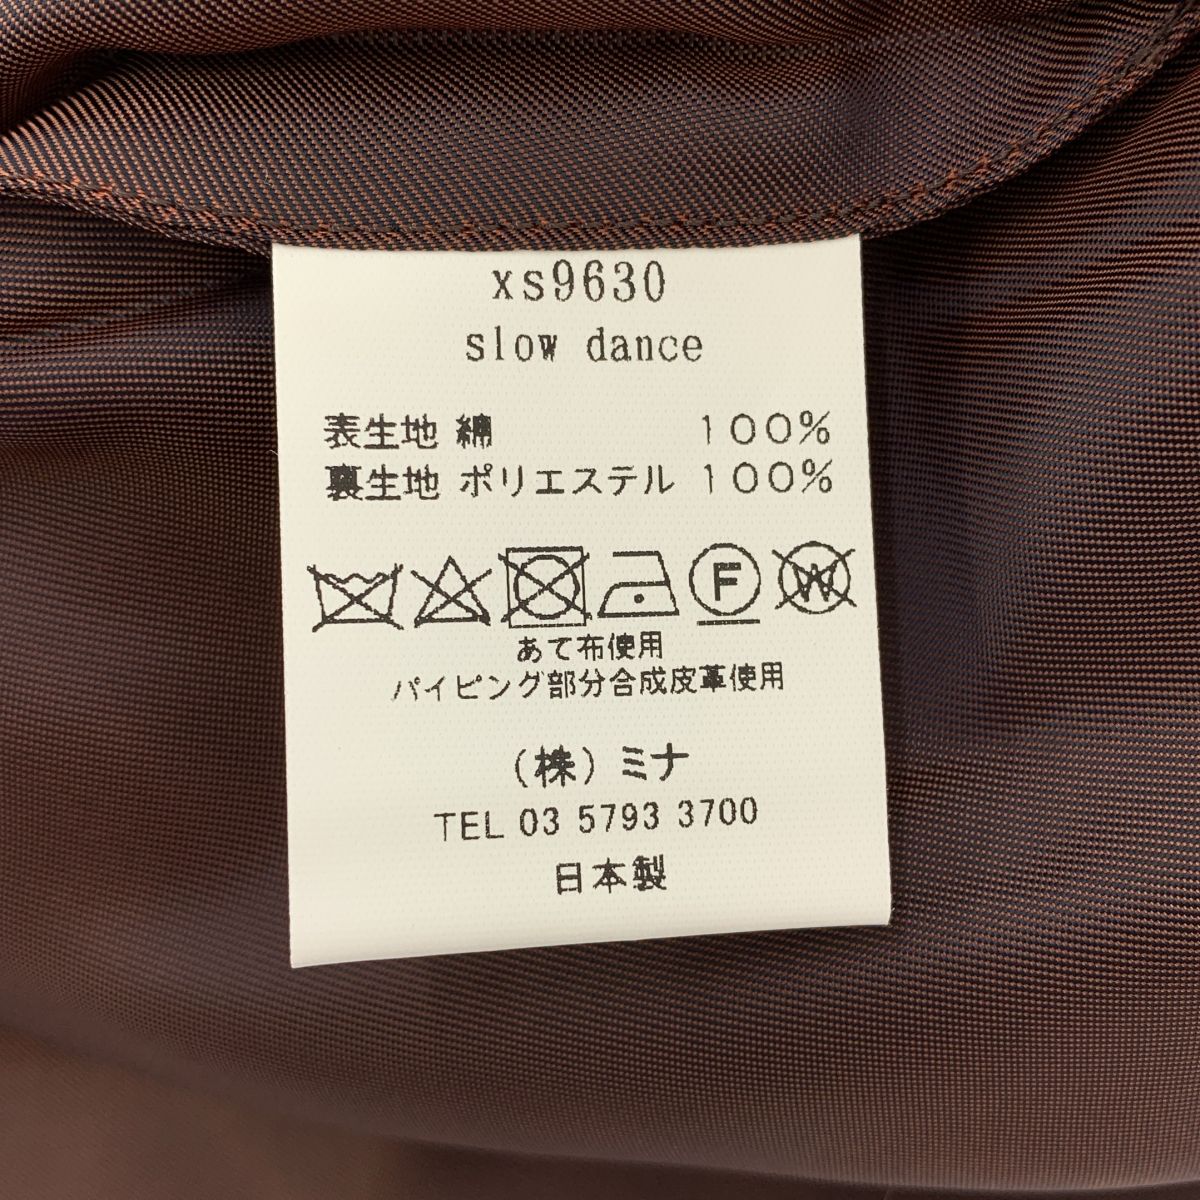 xs9630
slow dance
表生地 綿 100%
裏生地 ポリエステル 100%
F W
あて布使用
パイピング部分合成皮革使用
(株)ミナ
TEL 03 5793 3700
日本製